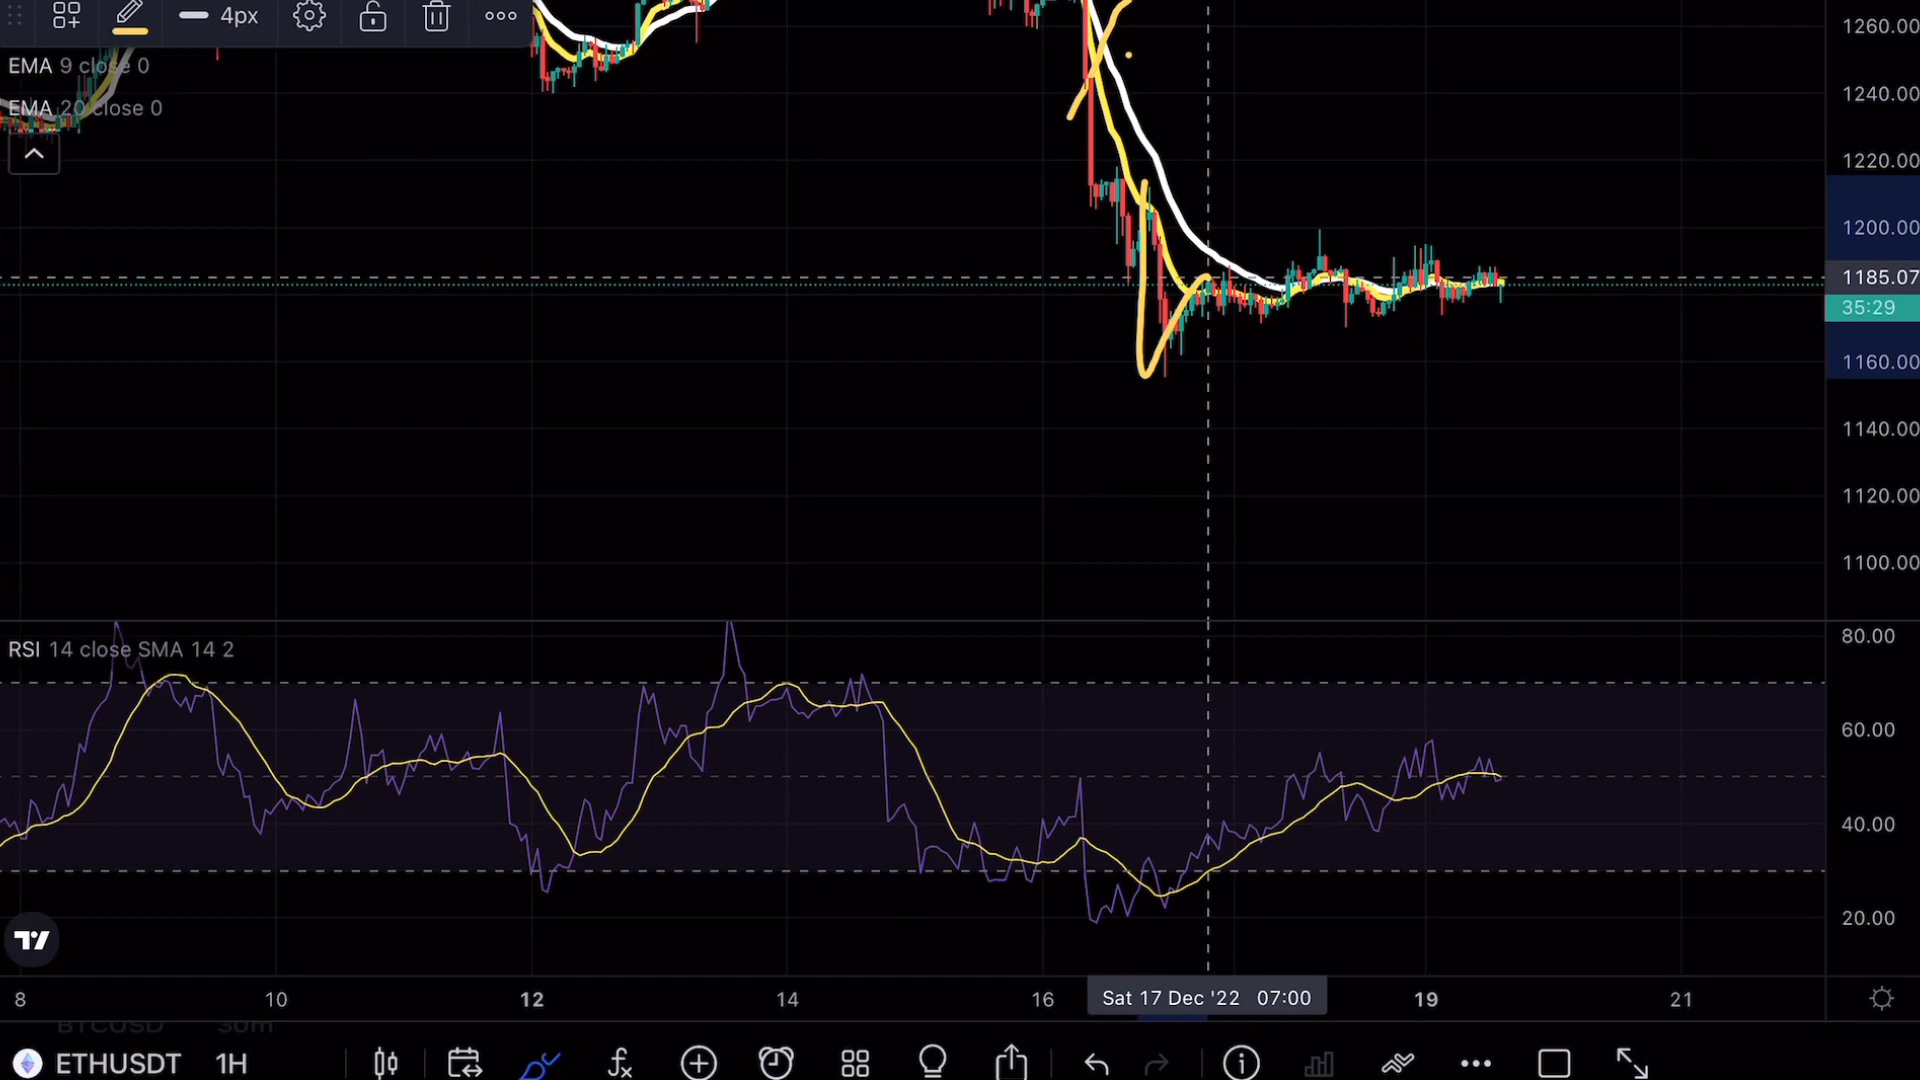 4px
EMA 9 close 0
EMA 20 close 0
1260.00
1240.00
1220.00
1200.00
1185.07
35:29
1160.00
1140.00
1120.00
1100.00
RSI 14 close SMA 14 2
80.00
60.00
40.00
20.00
8 10 12 14 16 Sat 17 Dec '22 07:00 19 21
BTCUSD 30m
ETHUSDT 1H